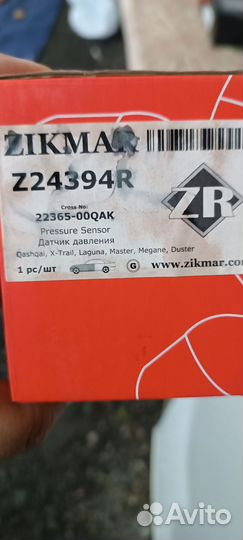 ZIKMAR
Z24394R
Cross No:
22365-00QAK
Pressure Sensor
Датчик давления
Qashqai, X-Trail, Laguna, Master, Megane, Duster
1 pc/шт
G
www.zikmar.com
ZR
Avito